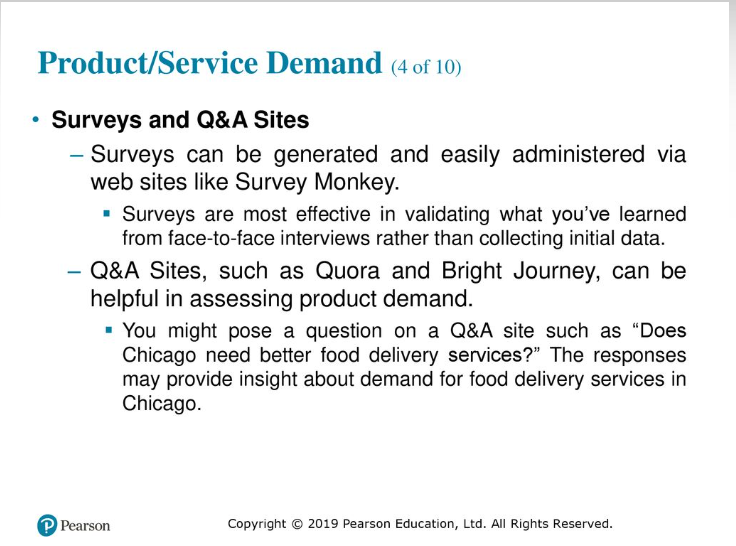 Product/Service Demand (4 of 10)
• Surveys and Q&A Sites
– Surveys can be generated and easily administered via
web sites like Survey Monkey.
▪ Surveys are most effective in validating what you’ve learned
from face-to-face interviews rather than collecting initial data.
– Q&A Sites, such as Quora and Bright Journey, can be
helpful in assessing product demand.
▪ You might pose a question on a Q&A site such as “Does
Chicago need better food delivery services?” The responses
may provide insight about demand for food delivery services in
Chicago.
P Pearson
Copyright © 2019 Pearson Education, Ltd. All Rights Reserved.